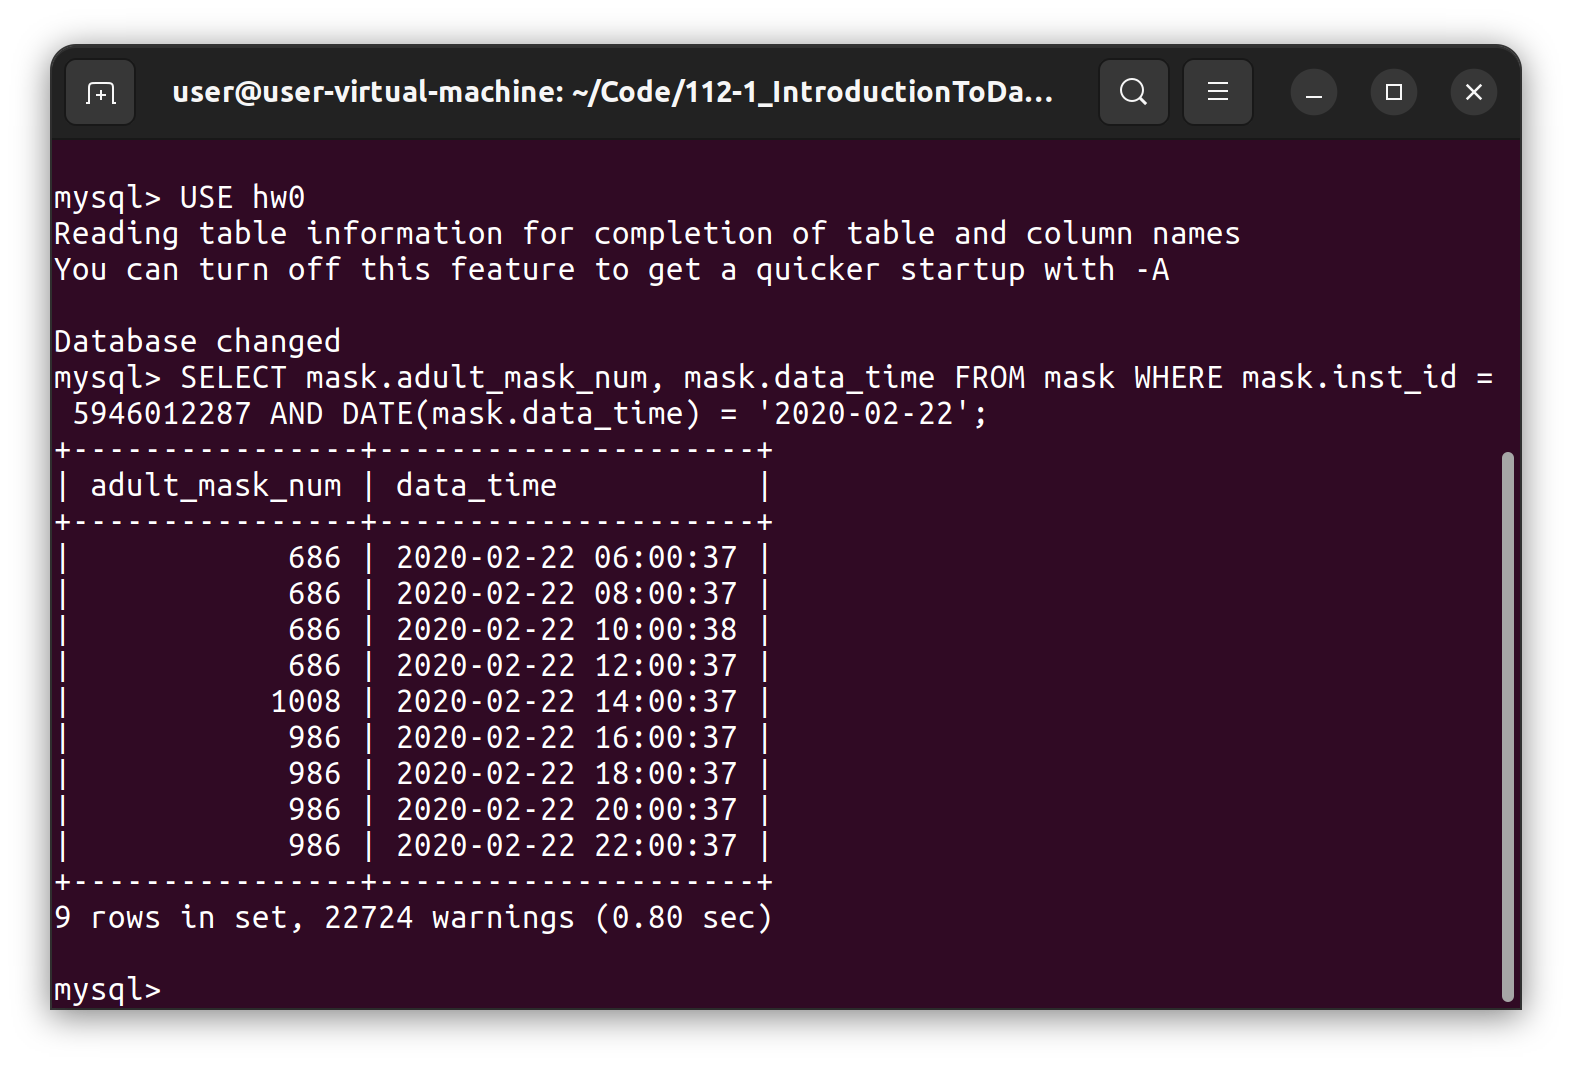 user@user-virtual-machine: ~/Code/112-1_IntroductionToDa...
mysql> USE hw0
Reading table information for completion of table and column names
You can turn off this feature to get a quicker startup with -A
Database changed
mysql> SELECT mask.adult_mask_num, mask.data_time FROM mask WHERE mask.inst_id =
 5946012287 AND DATE(mask.data_time) = '2020-02-22';
+----------------+---------------------+
| adult_mask_num | data_time           |
+----------------+---------------------+
|            686 | 2020-02-22 06:00:37 |
|            686 | 2020-02-22 08:00:37 |
|            686 | 2020-02-22 10:00:38 |
|            686 | 2020-02-22 12:00:37 |
|           1008 | 2020-02-22 14:00:37 |
|            986 | 2020-02-22 16:00:37 |
|            986 | 2020-02-22 18:00:37 |
|            986 | 2020-02-22 20:00:37 |
|            986 | 2020-02-22 22:00:37 |
+----------------+---------------------+
9 rows in set, 22724 warnings (0.80 sec)
mysql>